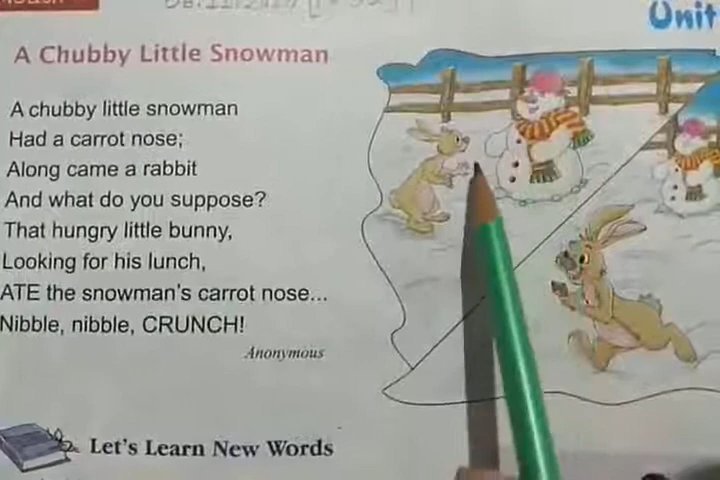 Unit
A Chubby Little Snowman
A chubby little snowman
Had a carrot nose;
Along came a rabbit
And what do you suppose?
That hungry little bunny,
Looking for his lunch,
ATE the snowman's carrot nose...
Nibble, nibble, CRUNCH!
Anonymous
Let's Learn New Words